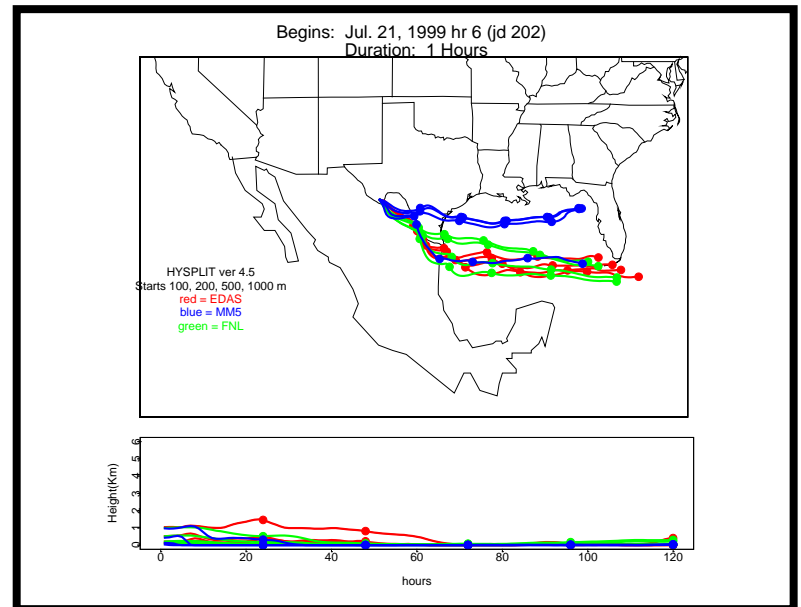 Begins: Jul. 21, 1999 hr 6 (jd 202)
Duration: 1 Hours
HYSPLIT ver 4.5
Starts 100, 200, 500, 1000 m
red = EDAS
blue = MM5
green = FNL
Height(Km)
6
5
4
3
2
1
0
0 20 40 60 80 100 120
hours